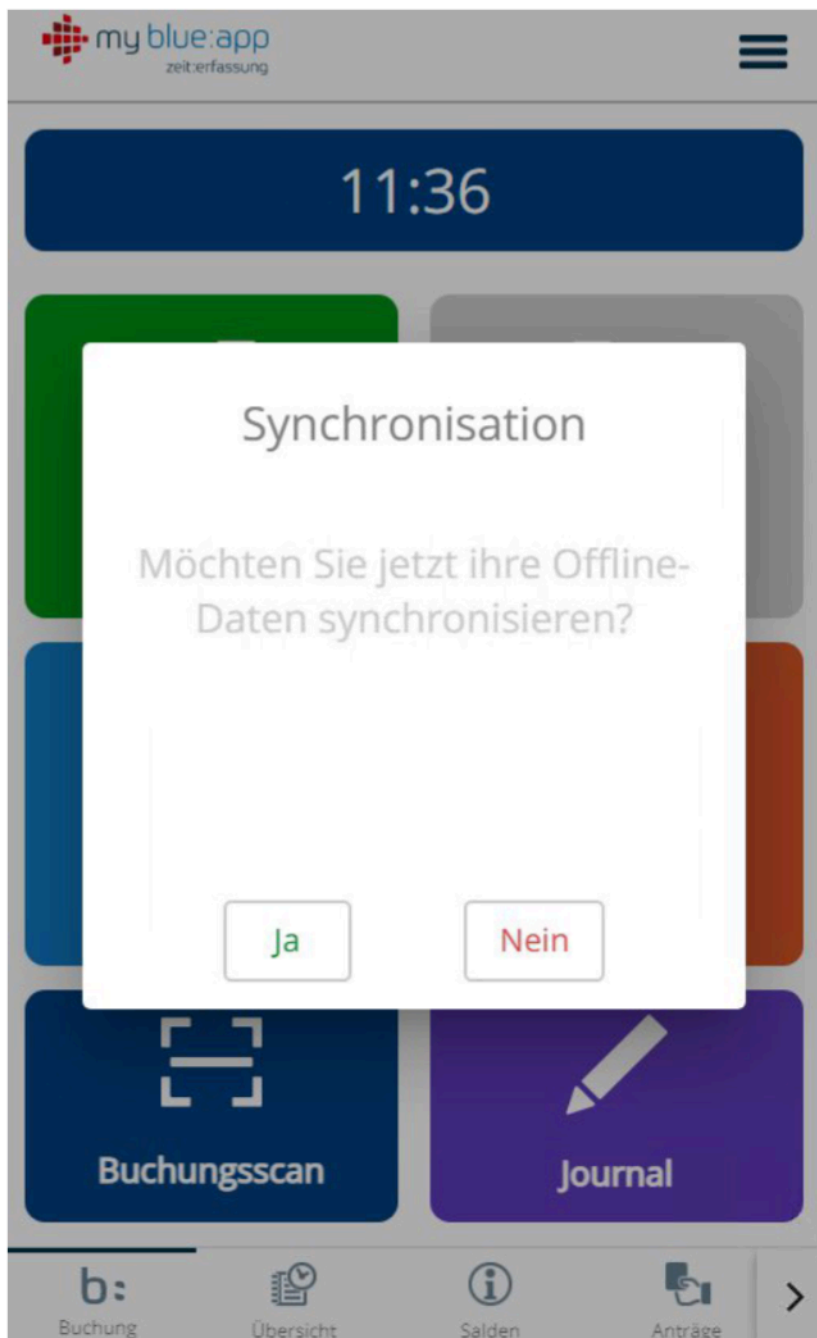 my blue:app
zeit:erfassung
11:36
Synchronisation
Möchten Sie jetzt ihre Offline-
Daten synchronisieren?
Ja
Nein
Buchungsscan
Journal
b:
Buchung
Übersicht
Salden
Anträge